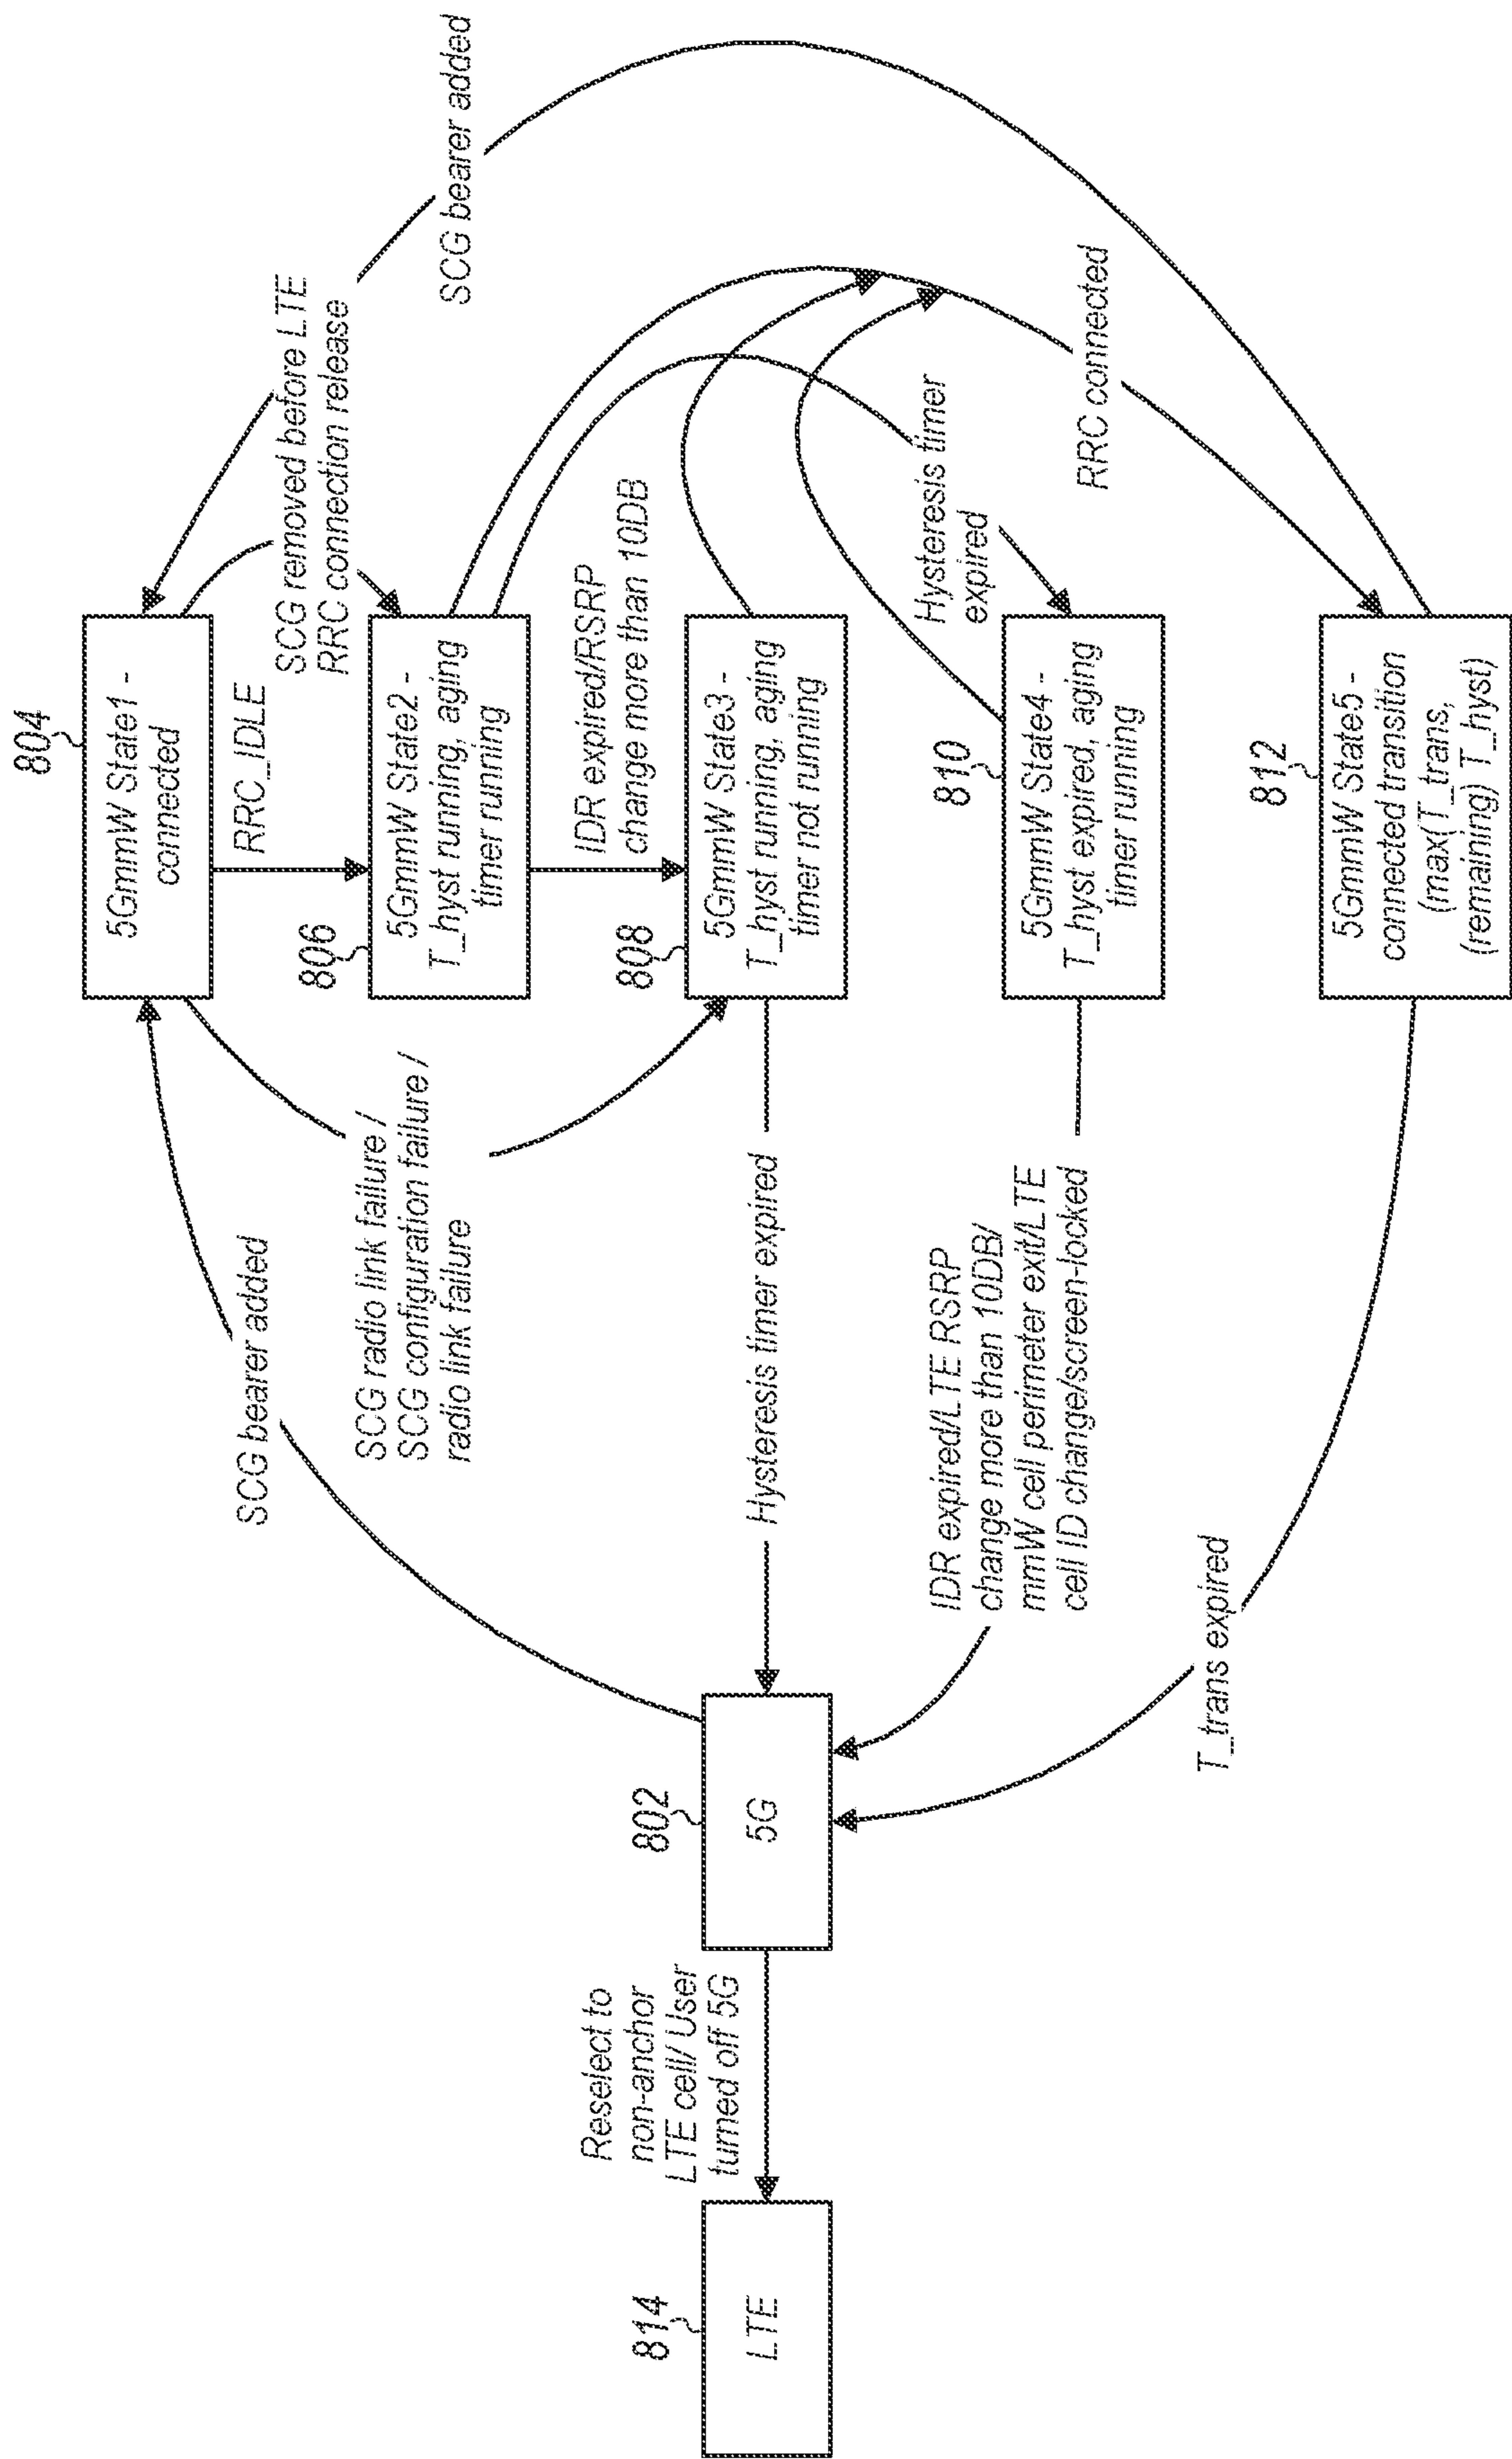 804
5GmmW State1 -
connected
RRC_IDLE
SCG removed before LTE
RRC connection release
SCG bearer added
806
5GmmW State2 -
T_hyst running, aging
timer running
IDR expired/RSRP
change more than 10DB
808
5GmmW State3 -
T_hyst running, aging
timer not running
Hysteresis timer
expired
810
5GmmW State4 -
T_hyst expired, aging
timer running
RRC connected
812
5GmmW State5 -
connected transition
(max(T_trans,
(remaining) T_hyst)
SCG bearer added
SCG radio link failure /
SCG configuration failure /
radio link failure
Hysteresis timer expired
IDR expired/LTE RSRP
change more than 10DB/
mmW cell perimeter exit/LTE
cell ID change/screen-locked
T_trans expired
802
5G
Reselect to
non-anchor
LTE cell/ User
turned off 5G
814
LTE